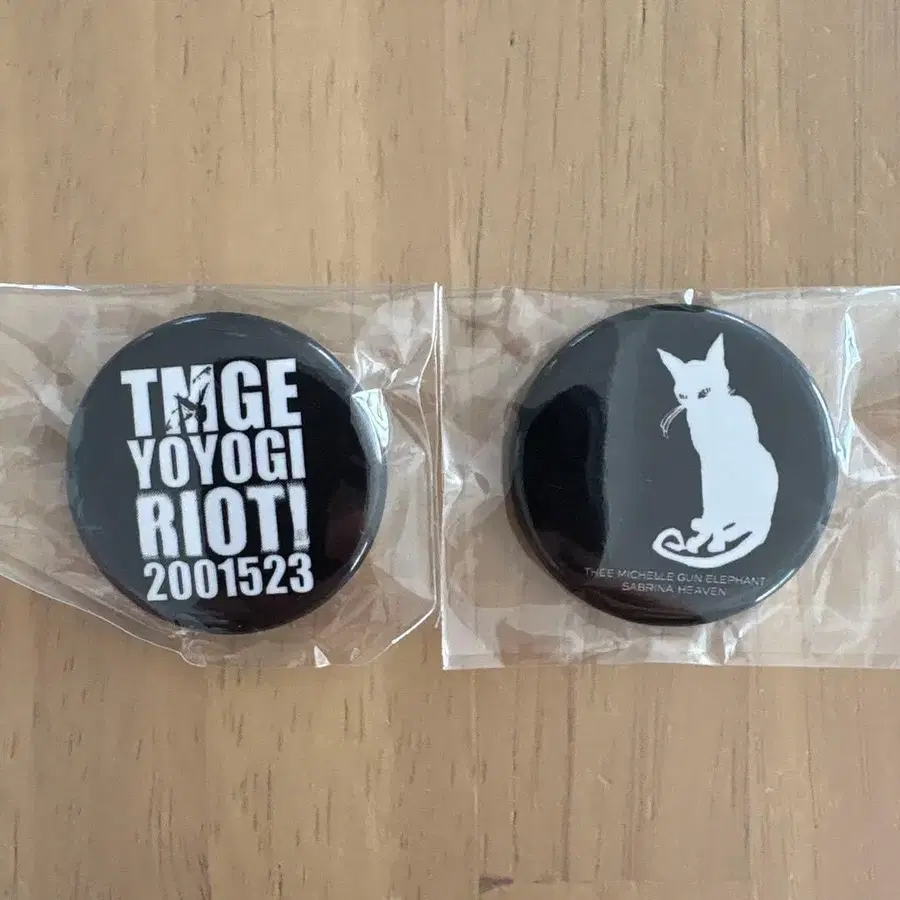 TMGE
YOYOGI
RIOT!
2001523
THEE MICHELLE GUN ELEPHANT
SABRINA HEAVEN